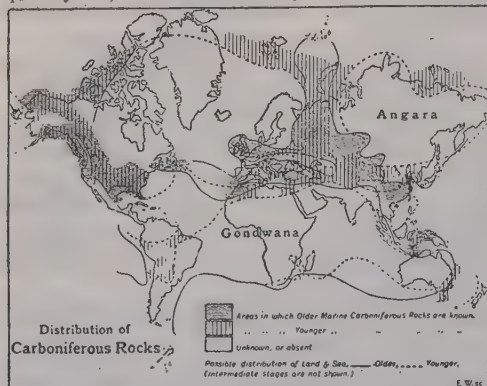 Angara
Gondwana
Distribution of
Carboniferous Rocks.
Areas in which Older Marine Carboniferous Rocks are known.
" " " Younger " " " "
Unknown, or absent
Possible distribution of Land & Sea, Older, Younger.
(Intermediate stages are not shown.)
E. W. sc.